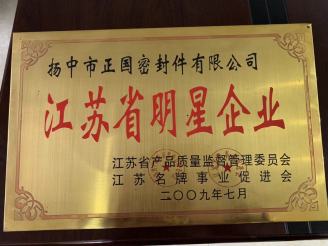 扬中市正国密封件有限公司
江苏省明星企业
江苏省产品质量监督管理委员会
江苏名牌事业促进会
二〇〇九年七月